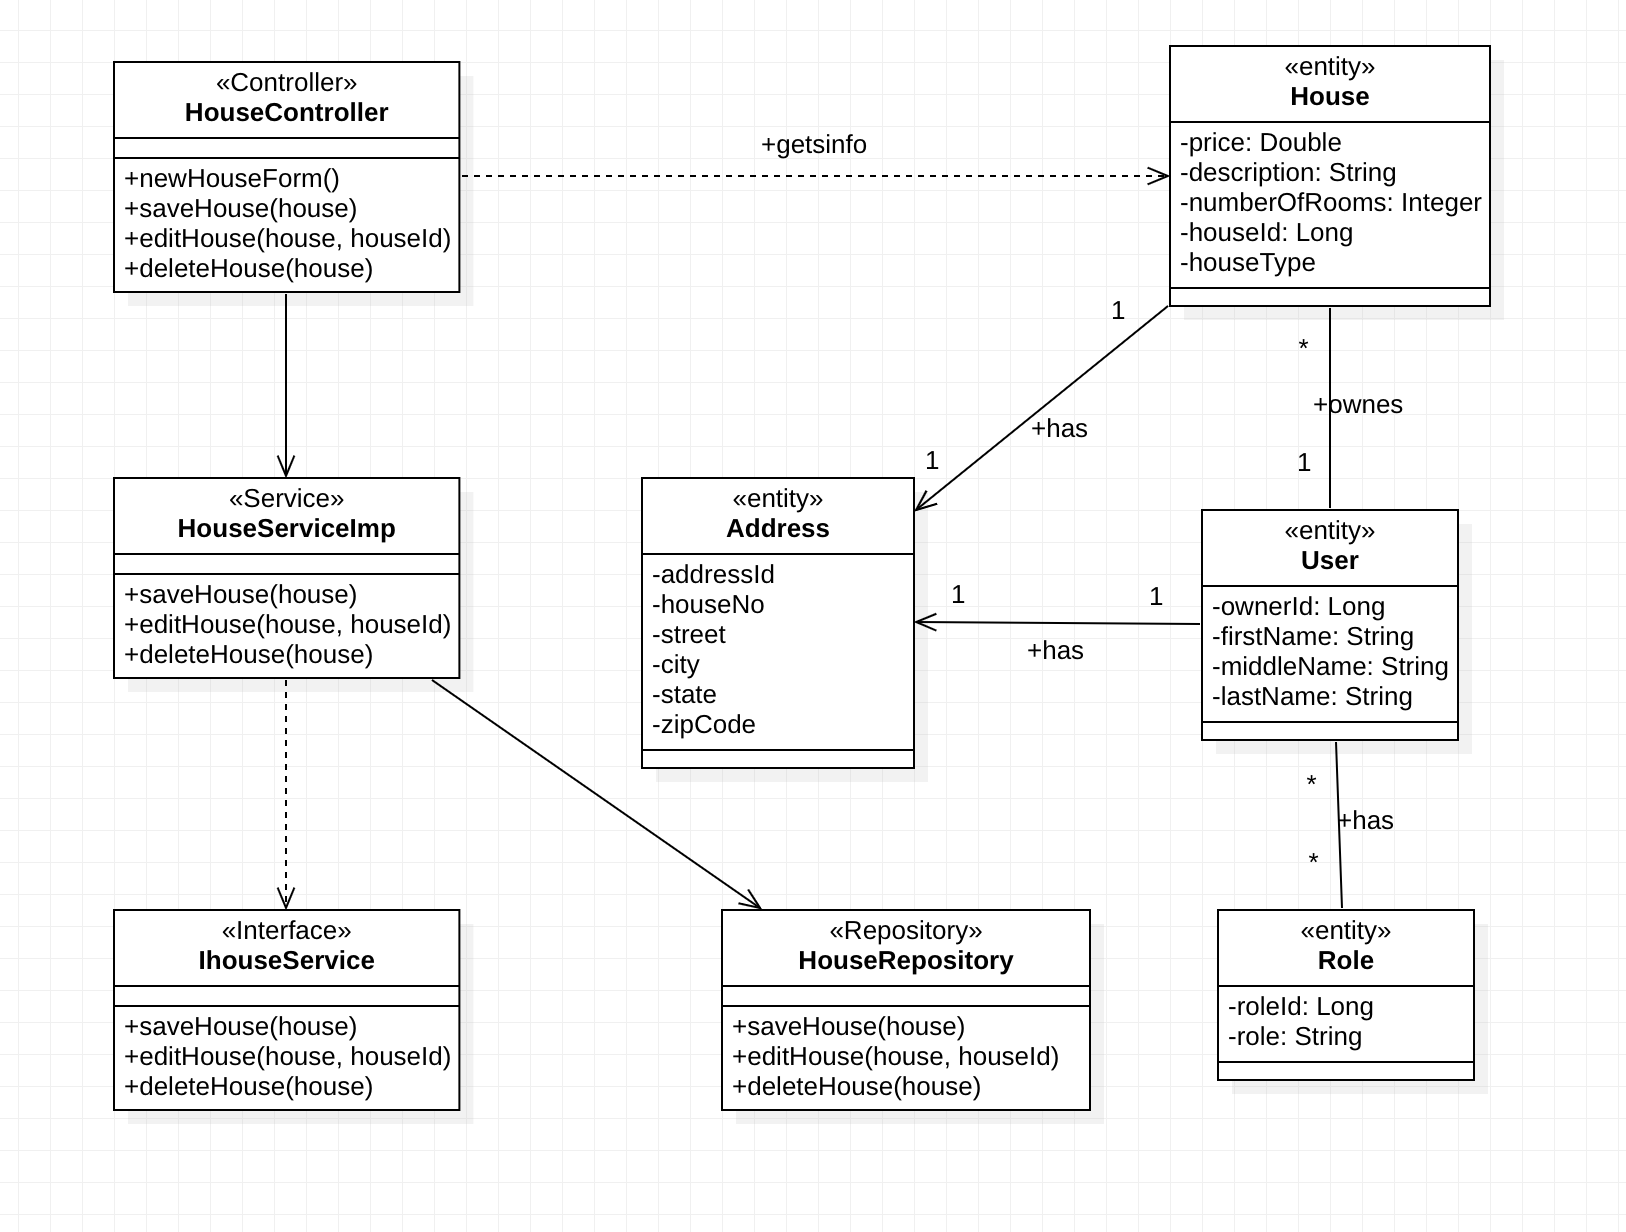 «Controller»
HouseController
+newHouseForm()
+saveHouse(house)
+editHouse(house, houseId)
+deleteHouse(house)
+getsinfo
«entity»
House
-price: Double
-description: String
-numberOfRooms: Integer
-houseId: Long
-houseType
1
+has
1
*
+ownes
1
«Service»
HouseServiceImp
+saveHouse(house)
+editHouse(house, houseId)
+deleteHouse(house)
«entity»
Address
-addressId
-houseNo
-street
-city
-state
-zipCode
1
1
+has
«entity»
User
-ownerId: Long
-firstName: String
-middleName: String
-lastName: String
*
+has
*
«Interface»
IhouseService
+saveHouse(house)
+editHouse(house, houseId)
+deleteHouse(house)
«Repository»
HouseRepository
+saveHouse(house)
+editHouse(house, houseId)
+deleteHouse(house)
«entity»
Role
-roleId: Long
-role: String